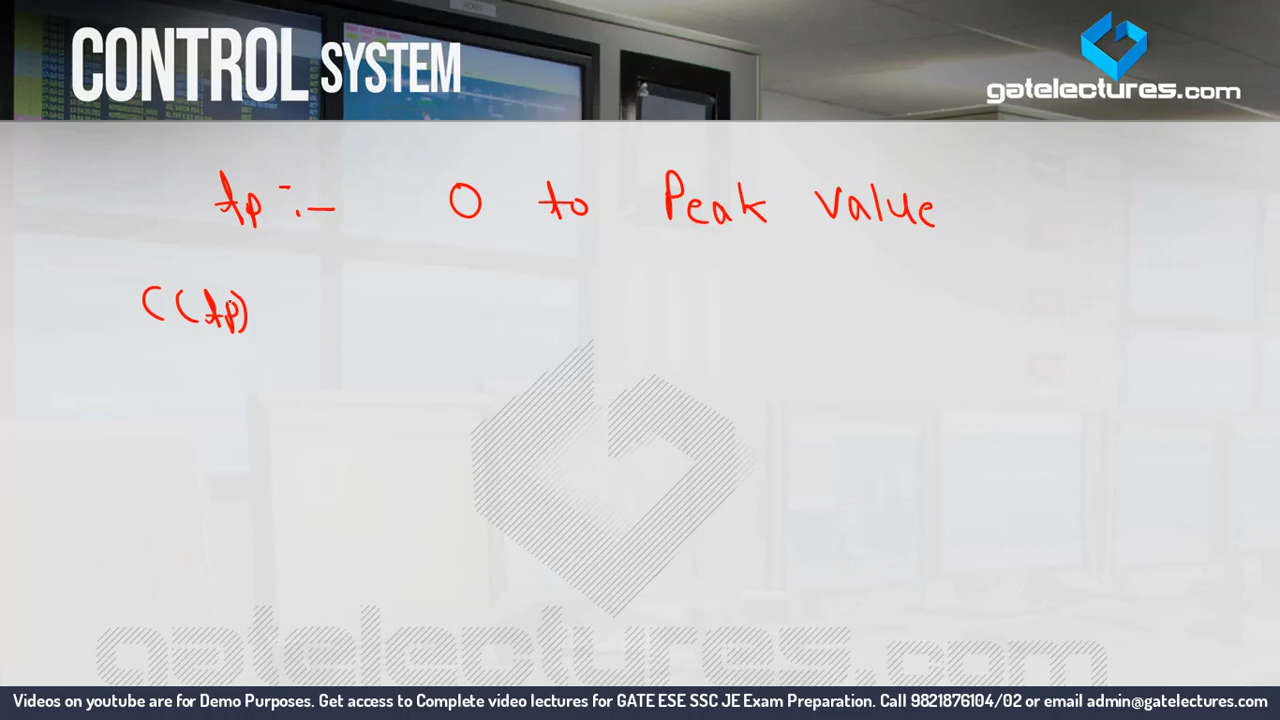 CONTROL SYSTEM
gatelectures.com
tp :- 0 to Peak value
C(tp)
gatelectures.com
Videos on youtube are for Demo Purposes. Get access to Complete video lectures for GATE ESE SSC JE Exam Preparation. Call 9821876104/02 or email admin@gatelectures.com